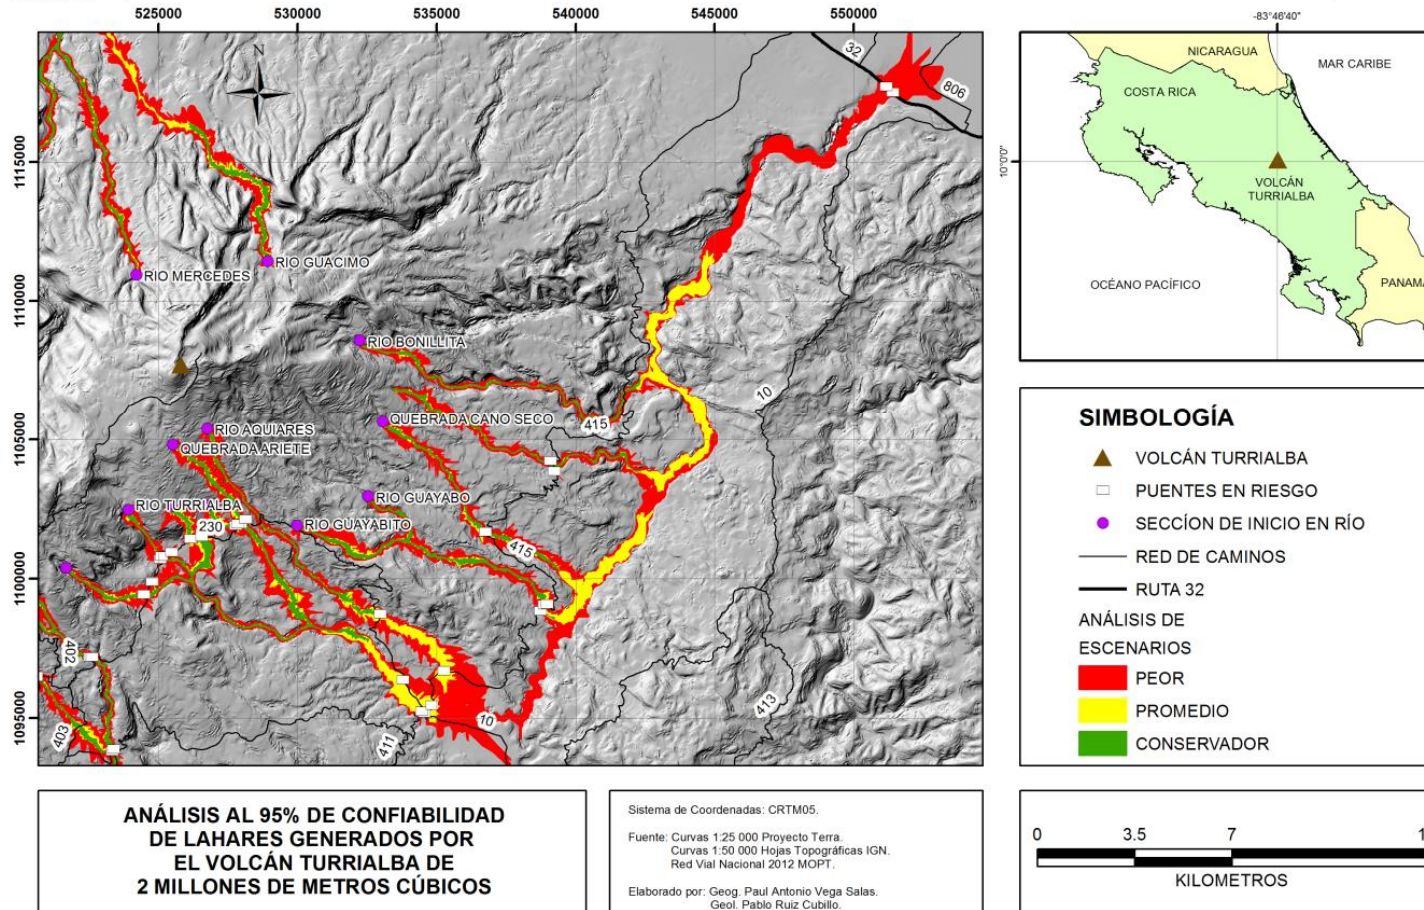 525000 530000 535000 540000 545000 550000
-83°46'40"
1115000
1110000
1105000
1100000
1095000
N
32
806
RIO MERCEDES
RIO GUACIMO
RIO BONILLITA
10
QUEBRADA CANO SECO
415
RIO AQUIARES
QUEBRADA ARIETE
RIO GUAYABO
RIO TURRIALBA
230
RIO GUAYABITO
415
402
403
10
411
413
NICARAGUA
MAR CARIBE
COSTA RICA
10°0'0"
VOLCÁN
TURRIALBA
OCÉANO PACÍFICO
PANAMÁ
SIMBOLOGÍA
VOLCÁN TURRIALBA
PUENTES EN RIESGO
SECCÍON DE INICIO EN RÍO
RED DE CAMINOS
RUTA 32
ANÁLISIS DE
ESCENARIOS
PEOR
PROMEDIO
CONSERVADOR
ANÁLISIS AL 95% DE CONFIABILIDAD
DE LAHARES GENERADOS POR
EL VOLCÁN TURRIALBA DE
2 MILLONES DE METROS CÚBICOS
Sistema de Coordenadas: CRTM05.
Fuente: Curvas 1:25 000 Proyecto Terra.
Curvas 1:50 000 Hojas Topográficas IGN.
Red Vial Nacional 2012 MOPT.
Elaborado por: Geog. Paul Antonio Vega Salas.
Geol. Pablo Ruiz Cubillo.
0 3.5 7
KILOMETROS